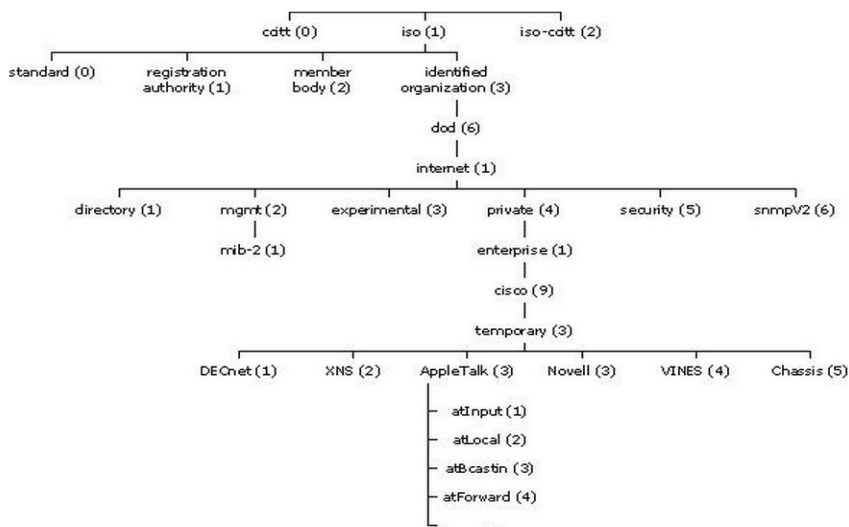 ccitt (0) iso (1) iso-ccitt (2)
standard (0) registration authority (1) member body (2) identified organization (3)
dod (6)
internet (1)
directory (1) mgmt (2) experimental (3) private (4) security (5) snmpV2 (6)
mib-2 (1) enterprise (1)
cisco (9)
temporary (3)
DECnet (1) XNS (2) AppleTalk (3) Novell (3) VINES (4) Chassis (5)
atInput (1)
atLocal (2)
atBcastin (3)
atForward (4)